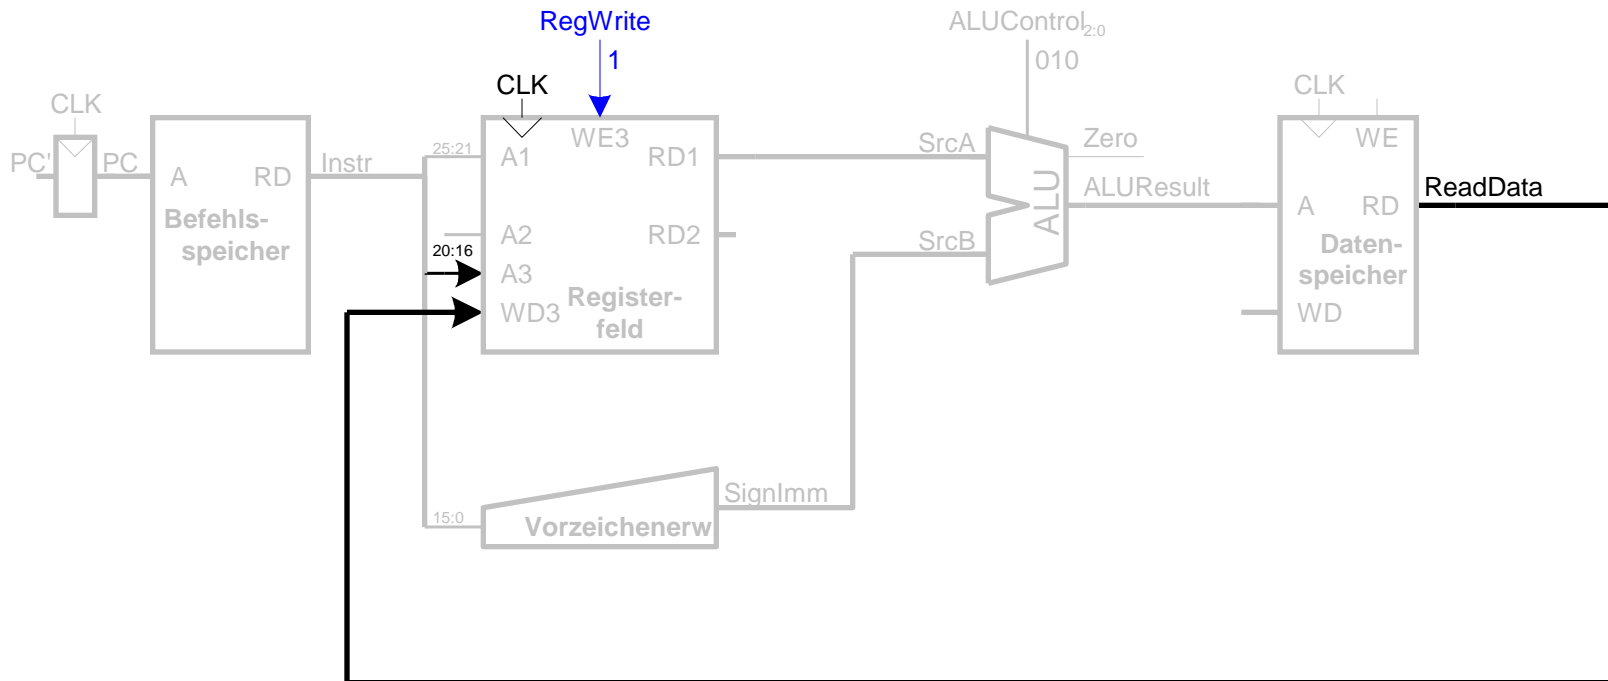 RegWrite
1
ALUControl2:0
010
CLK
CLK
CLK
PC'
PC
A
RD
Instr
Befehls-
speicher
25:21
A1
WE3
RD1
A2
RD2
20:16
A3
WD3
Register-
feld
SrcA
SrcB
ALU
Zero
ALUResult
WE
A
RD
ReadData
Daten-
speicher
WD
15:0
Vorzeichenerw
SignImm